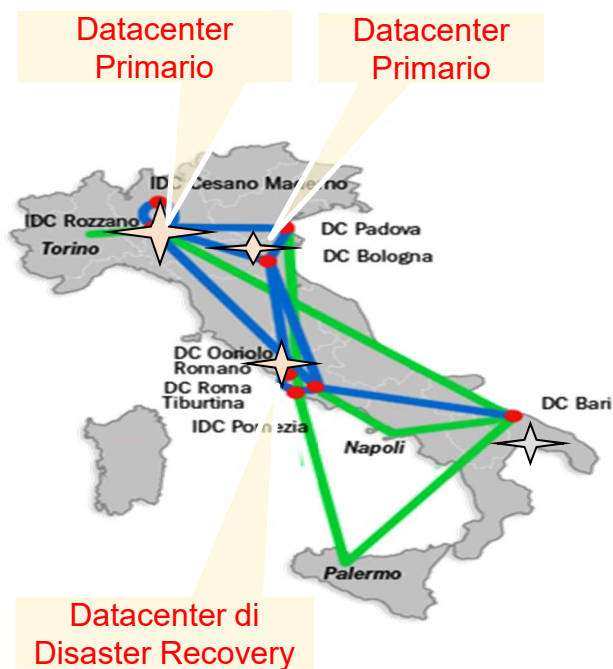 Datacenter
Primario
Datacenter
Primario
IDC Cesano Maderno
IDC Rozzano
Torino
DC Padova
DC Bologna
DC Ooriolo
Romano
DC Roma
Tiburtina
IDC Pomezia
DC Bari
Napoli
Palermo
Datacenter di
Disaster Recovery